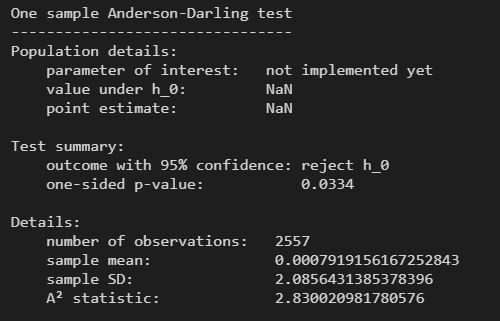 One sample Anderson-Darling test
--------------------------------
Population details:
    parameter of interest:   not implemented yet
    value under h_0:         NaN
    point estimate:          NaN

Test summary:
    outcome with 95% confidence: reject h_0
    one-sided p-value:           0.0334

Details:
    number of observations:   2557
    sample mean:              0.0007919156167252843
    sample SD:                2.0856431385378396
    A² statistic:             2.830020981780576